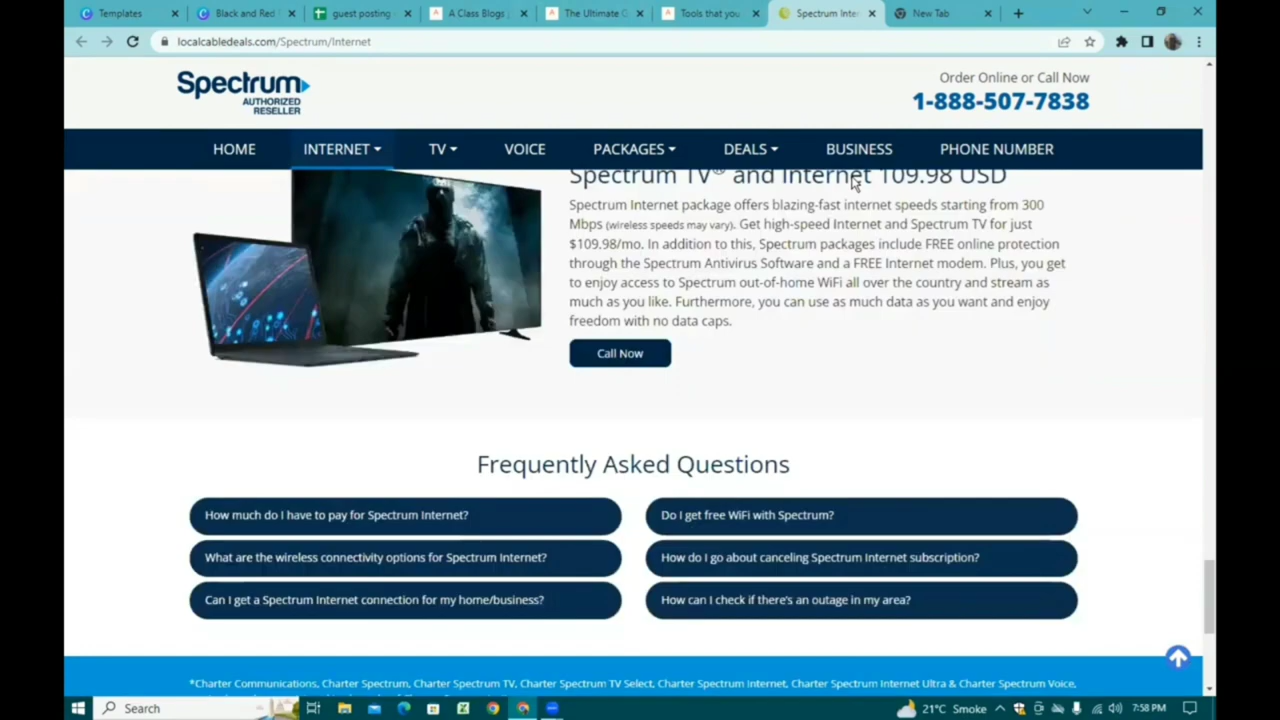 Templates
Black and Red
guest posting
A Class Blogs
The Ultimate G
Tools that you
Spectrum Inte
New Tab
localcabledeals.com/Spectrum/Internet
Spectrum
AUTHORIZED
RESELLER
Order Online or Call Now
1-888-507-7838
HOME
INTERNET
TV
VOICE
PACKAGES
DEALS
BUSINESS
PHONE NUMBER
Spectrum TV® and Internet 109.98 USD
Spectrum Internet package offers blazing-fast internet speeds starting from 300
Mbps (wireless speeds may vary). Get high-speed Internet and Spectrum TV for just
$109.98/mo. In addition to this, Spectrum packages include FREE online protection
through the Spectrum Antivirus Software and a FREE Internet modem. Plus, you get
to enjoy access to Spectrum out-of-home WiFi all over the country and stream as
much as you like. Furthermore, you can use as much data as you want and enjoy
freedom with no data caps.
Call Now
Frequently Asked Questions
How much do I have to pay for Spectrum Internet?
Do I get free WiFi with Spectrum?
What are the wireless connectivity options for Spectrum Internet?
How do I go about canceling Spectrum Internet subscription?
Can I get a Spectrum Internet connection for my home/business?
How can I check if there's an outage in my area?
*Charter Communications, Charter Spectrum, Charter Spectrum TV, Charter Spectrum TV Select, Charter Spectrum Internet, Charter Spectrum Internet Ultra & Charter Spectrum Voice,
Search
21°C Smoke
7:58 PM